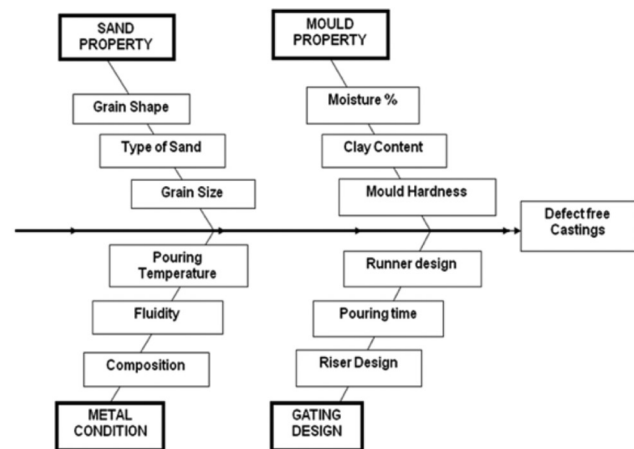 SAND
PROPERTY
MOULD
PROPERTY
Grain Shape
Moisture %
Type of Sand
Clay Content
Grain Size
Mould Hardness
Defect free
Castings
Pouring
Temperature
Runner design
Fluidity
Pouring time
Composition
Riser Design
METAL
CONDITION
GATING
DESIGN